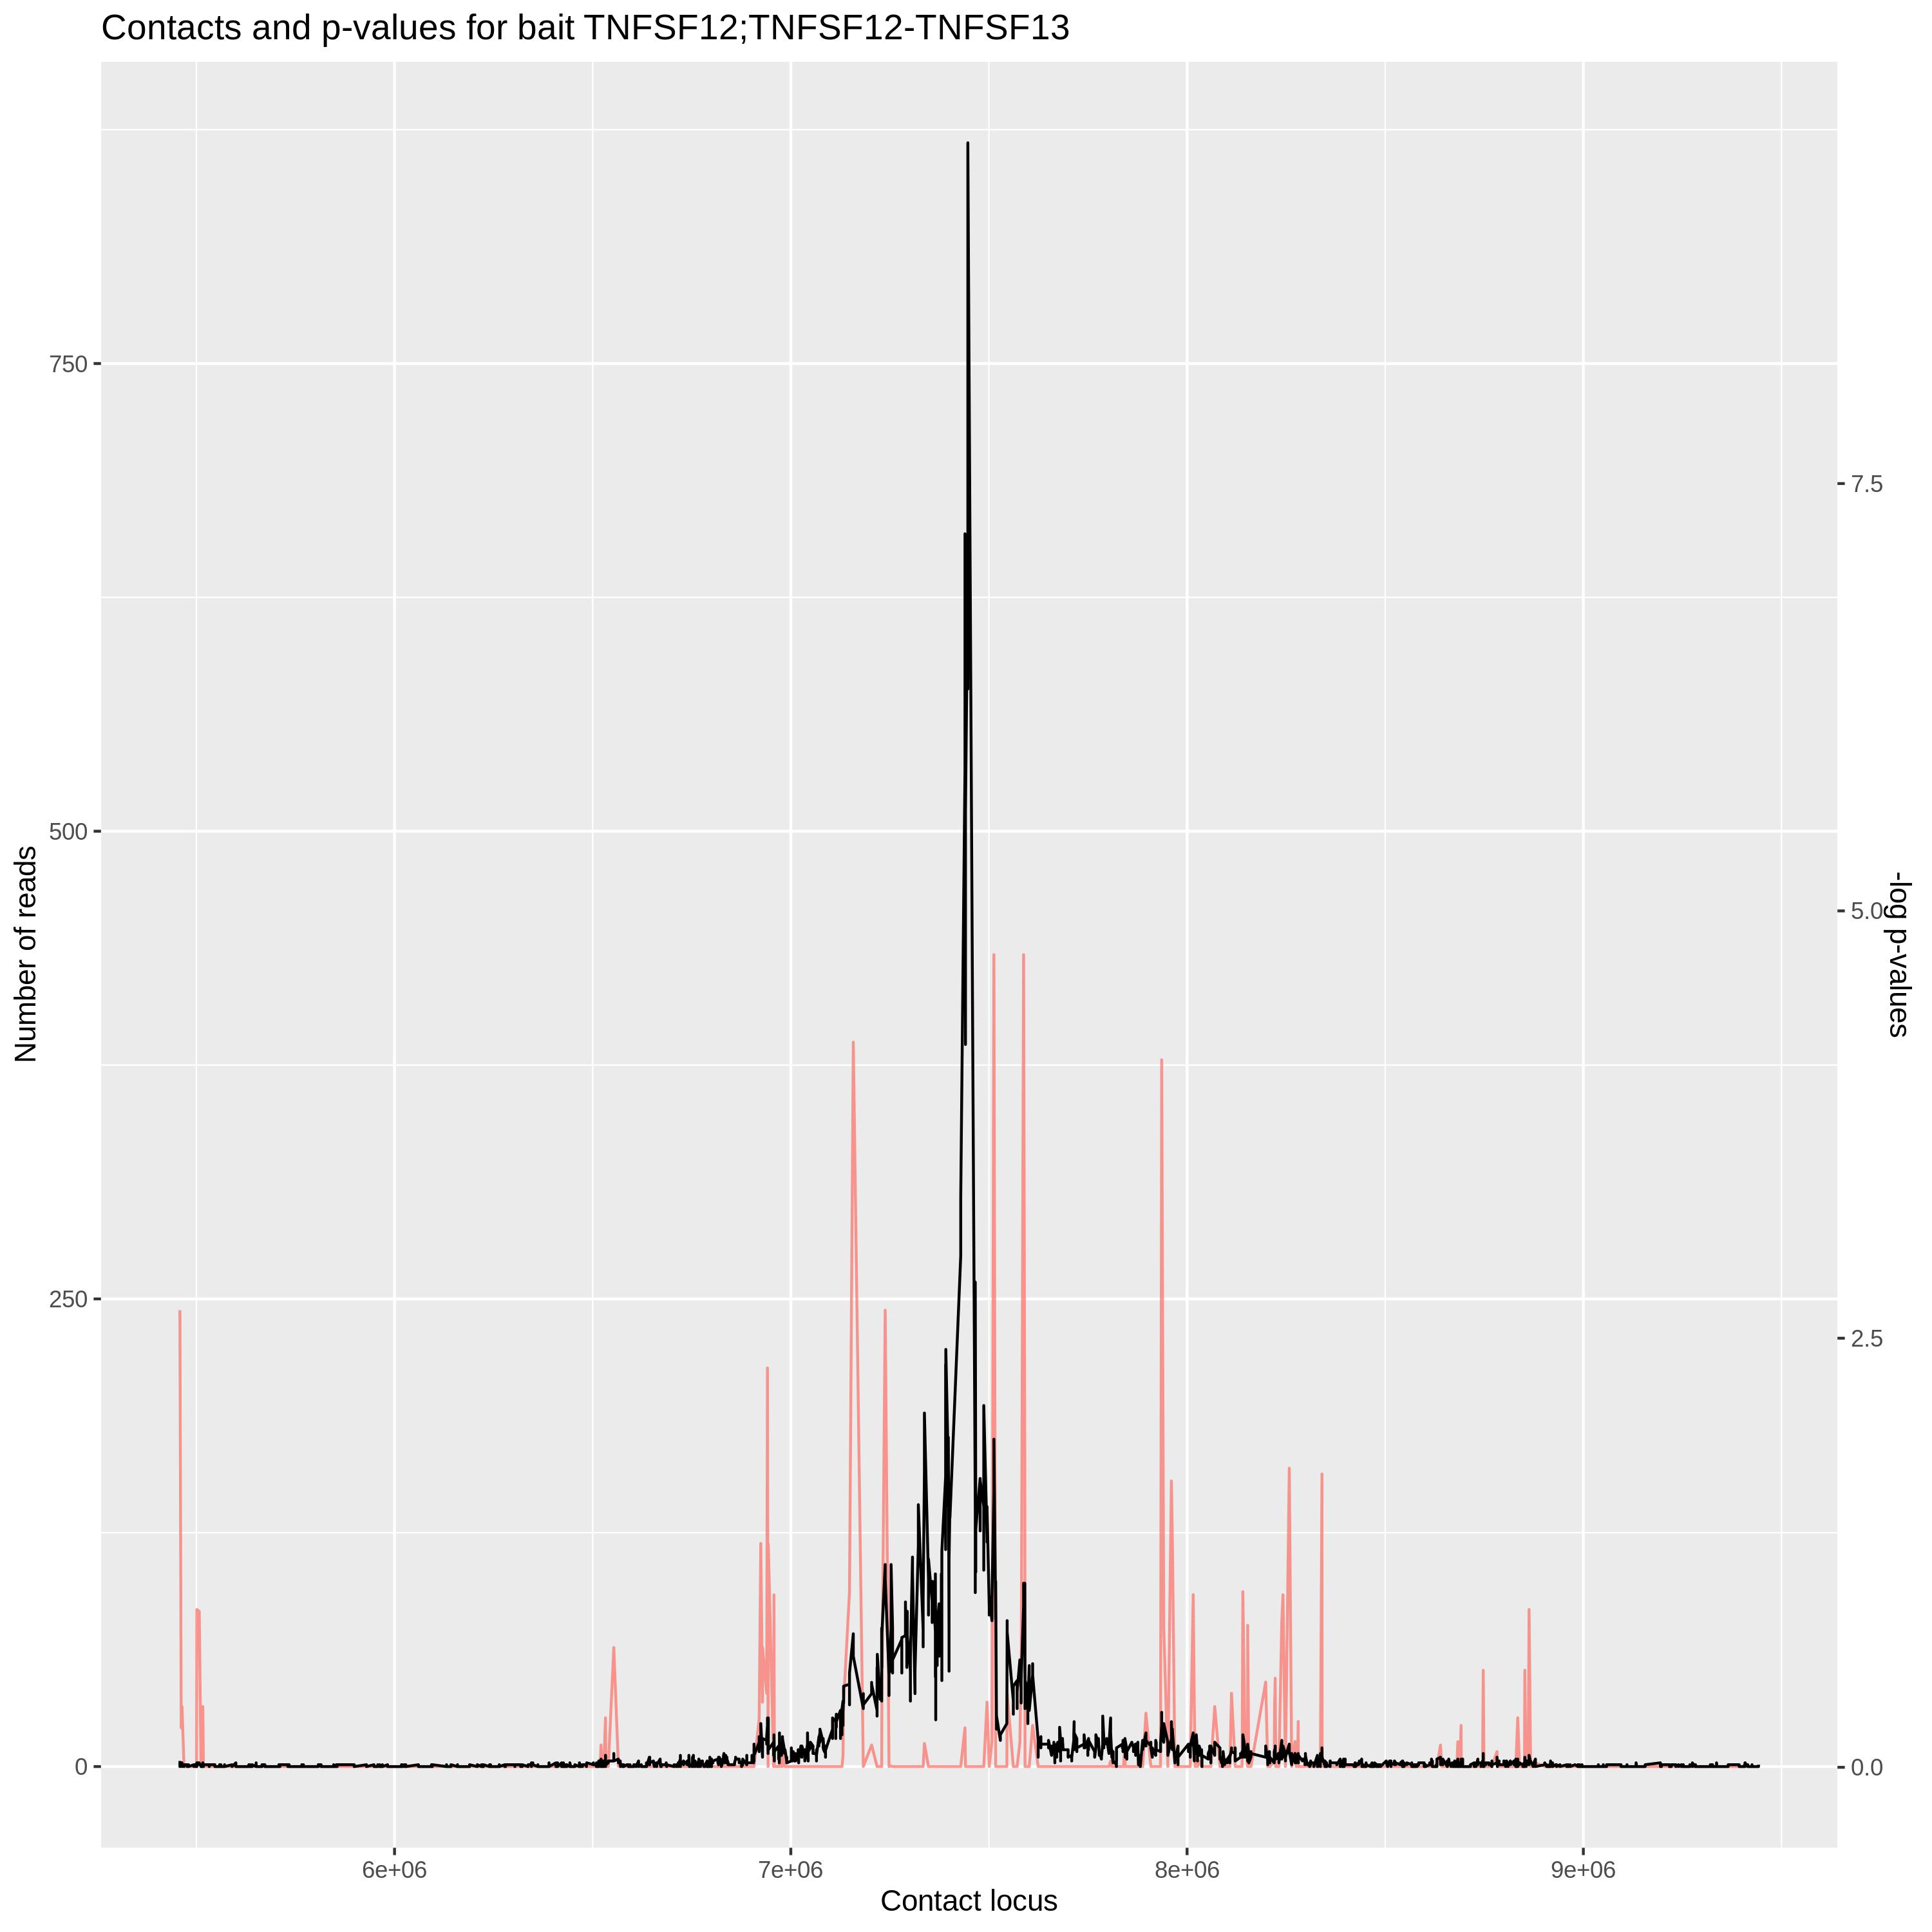 Contacts and p-values for bait TNFSF12;TNFSF12-TNFSF13
Number of reads
750
500
250
0
7.5
5.0
2.5
0.0
-log p-values
6e+06 7e+06 8e+06 9e+06
Contact locus